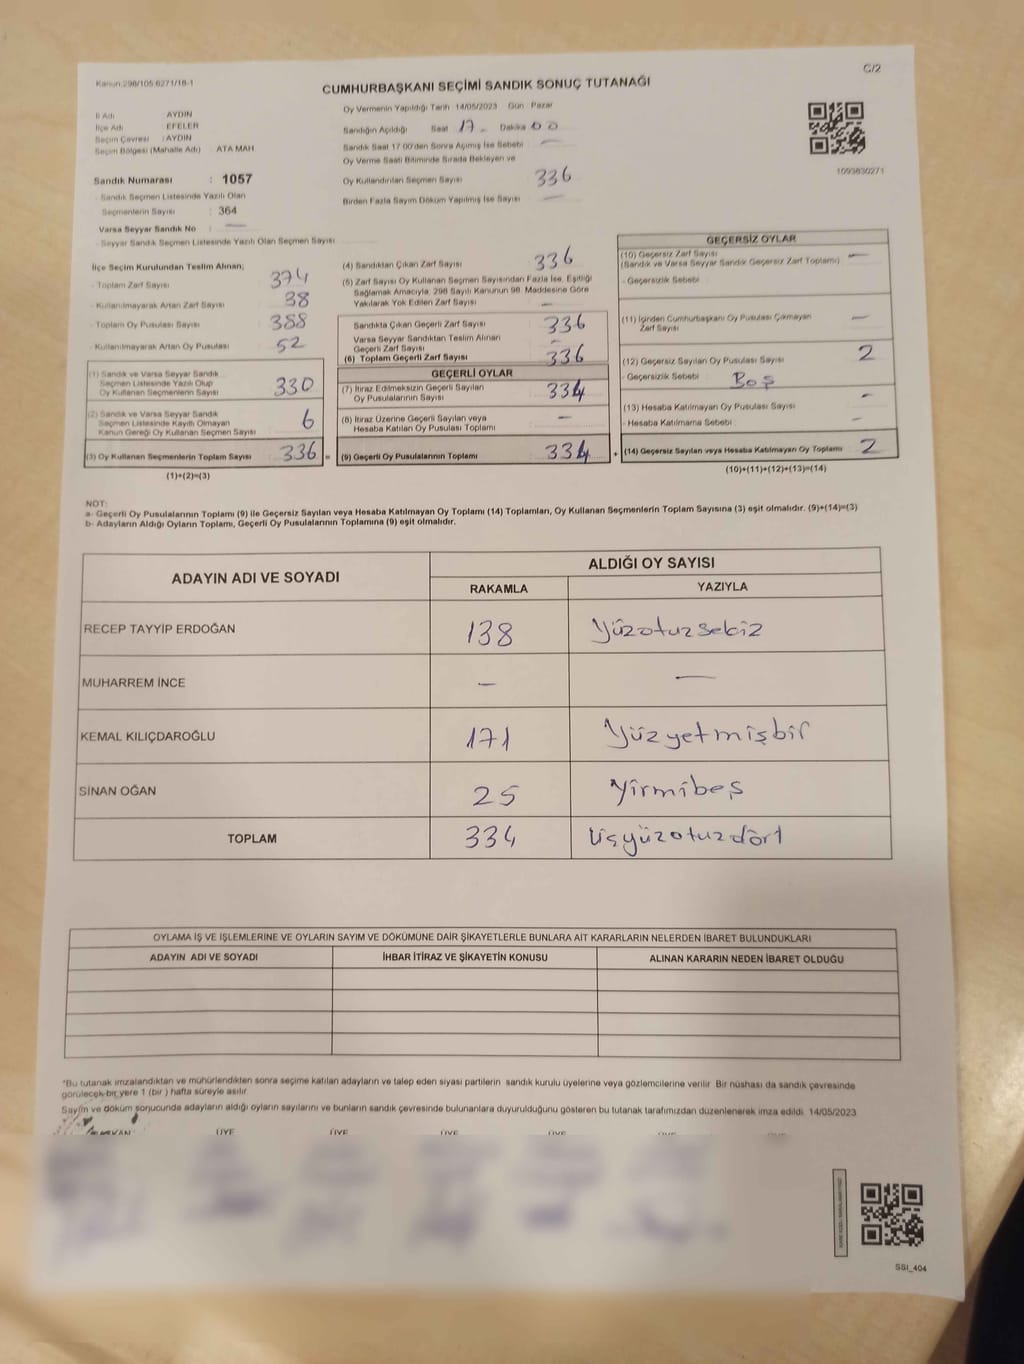 Kanun:298/105 6271/18-1
C/2
CUMHURBAŞKANI SEÇİMİ SANDIK SONUÇ TUTANAĞI
İl Adı AYDIN
İlçe Adı EFELER
Seçim Çevresi : AYDIN
Seçim Bölgesi (Mahalle Adı) : ATA MAH
Sandık Numarası : 1057
Sandık Seçmen Listesinde Yazılı Olan
Seçmenlerin Sayısı : 364
Varsa Seyyar Sandık No : —
Seyyar Sandık Seçmen Listesinde Yazılı Olan Seçmen Sayısı
Oy Vermenin Yapıldığı Tarih 14/05/2023 Gün Pazar
Sandığın Açıldığı Saat 17 Dakika 00
Sandık Saat 17:00'den Sonra Açımış İse Sebebi —
Oy Verme Saati Bitiminde Sırada Bekleyen ve
Oy Kullandırılan Seçmen Sayısı 336
Birden Fazla Sayım Döküm Yapılmış İse Sayısı —
1093830271
İlçe Seçim Kurulundan Teslim Alınan;
- Toplam Zarf Sayısı 374
- Kullanılmayarak Artan Zarf Sayısı 38
- Toplam Oy Pusulası Sayısı 388
- Kullanılmayarak Artan Oy Pusulası 52
(1) Sandık ve Varsa Seyyar Sandık
Seçmen Listesinde Yazılı Olup
Oy Kullanan Seçmenlerin Sayısı 330
(2) Sandık ve Varsa Seyyar Sandık
Seçmen Listesinde Kayıtlı Olmayan
Kanun Gereği Oy Kullanan Seçmen Sayısı 6
(3) Oy Kullanan Seçmenlerin Toplam Sayısı 336 =
(1)+(2)=(3)
(4) Sandıktan Çıkan Zarf Sayısı 336
(5) Zarf Sayısı Oy Kullanan Seçmen Sayısından Fazla İse, Eşitliği
Sağlamak Amacıyla, 298 Sayılı Kanunun 98. Maddesine Göre
Yakılarak Yok Edilen Zarf Sayısı —
Sandıkta Çıkan Geçerli Zarf Sayısı 336
Varsa Seyyar Sandıktan Teslim Alınan
Geçerli Zarf Sayısı —
(6) Toplam Geçerli Zarf Sayısı 336
GEÇERLİ OYLAR
(7) İtiraz Edilmeksizin Geçerli Sayılan
Oy Pusulalarının Sayısı 334
(8) İtiraz Üzerine Geçerli Sayılan veya
Hesaba Katılan Oy Pusulası Toplamı —
(9) Geçerli Oy Pusulalarının Toplamı 334 +
GEÇERSİZ OYLAR
(10) Geçersiz Zarf Sayısı —
(Sandık ve Varsa Seyyar Sandık Geçersiz Zarf Toplamı)
- Geçersizlik Sebebi
(11) İçinden Cumhurbaşkanı Oy Pusulası Çıkmayan —
Zarf Sayısı
(12) Geçersiz Sayılan Oy Pusulası Sayısı 2
- Geçersizlik Sebebi : Boş
(13) Hesaba Katılmayan Oy Pusulası Sayısı —
- Hesaba Katılmama Sebebi : —
(14) Geçersiz Sayılan veya Hesaba Katılmayan Oy Toplamı 2
(10)+(11)+(12)+(13)=(14)
NOT:
a- Geçerli Oy Pusulalarının Toplamı (9) ile Geçersiz Sayılan veya Hesaba Katılmayan Oy Toplamı (14) Toplamları, Oy Kullanan Seçmenlerin Toplam Sayısına (3) eşit olmalıdır. (9)+(14)=(3)
b- Adayların Aldığı Oyların Toplamı, Geçerli Oy Pusulalarının Toplamına (9) eşit olmalıdır.
ADAYIN ADI VE SOYADI
ALDIĞI OY SAYISI
RAKAMLA YAZIYLA
RECEP TAYYİP ERDOĞAN 138 Yüzotuzsekiz
MUHARREM İNCE — —
KEMAL KILIÇDAROĞLU 171 Yüzyetmişbir
SİNAN OĞAN 25 Yirmibeş
TOPLAM 334 Üçyüzotuzdört
OYLAMA İŞ VE İŞLEMLERİNE VE OYLARIN SAYIM VE DÖKÜMÜNE DAİR ŞİKAYETLERLE BUNLARA AİT KARARLARIN NELERDEN İBARET BULUNDUKLARI
ADAYIN ADI VE SOYADI İHBAR İTİRAZ VE ŞİKAYETİN KONUSU ALINAN KARARIN NEDEN İBARET OLDUĞU
*Bu tutanak imzalandıktan ve mühürlendikten sonra seçime katılan adayların ve talep eden siyasi partilerin sandık kurulu üyelerine veya gözlemcilerine verilir. Bir nüshası da sandık çevresinde
görülecek bir yere 1 (bir ) hafta süreyle asılır.
Sayım ve döküm sonucunda adayların aldığı oyların sayılarını ve bunların sandık çevresinde bulunanlara duyurulduğunu gösteren bu tutanak tarafımızdan düzenlenerek imza edildi. 14/05/2023
ÜYE ÜYE ÜYE ÜYE
SSI_404